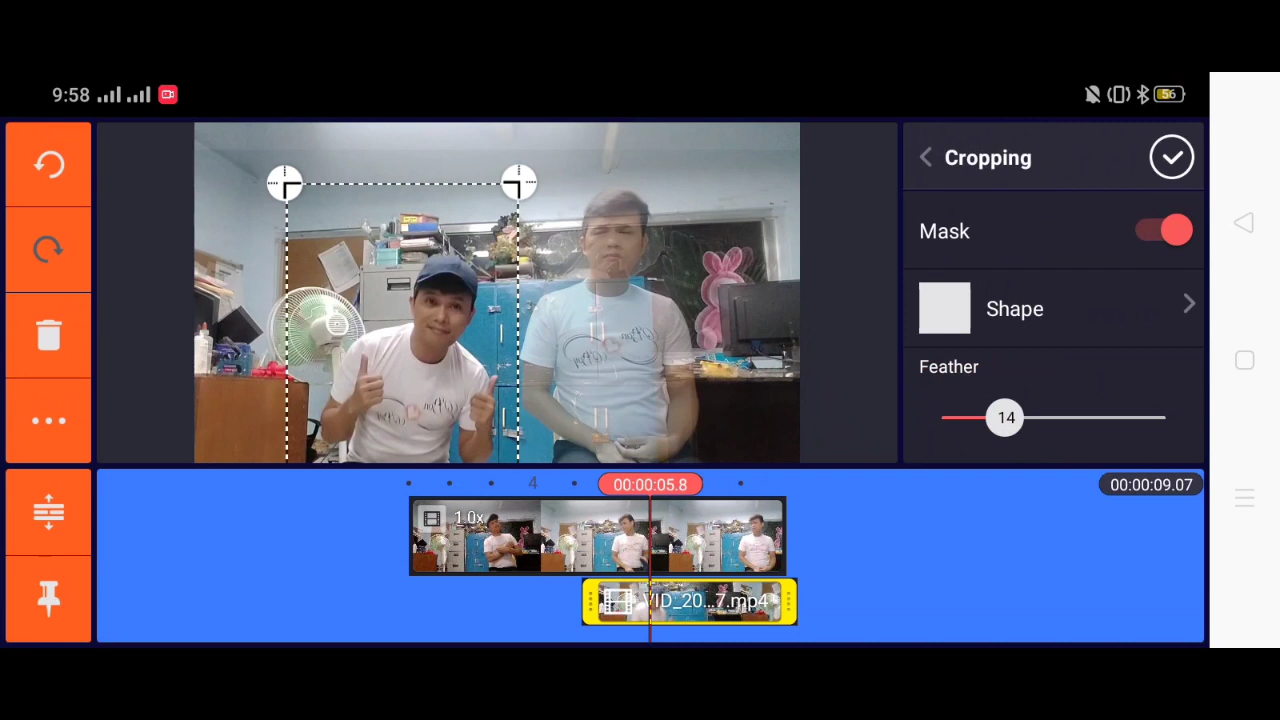 9:58
56
Cropping
Mask
Shape
Feather
14
4
00:00:05.8
00:00:09.07
1.0x
VID_20...7.mp4